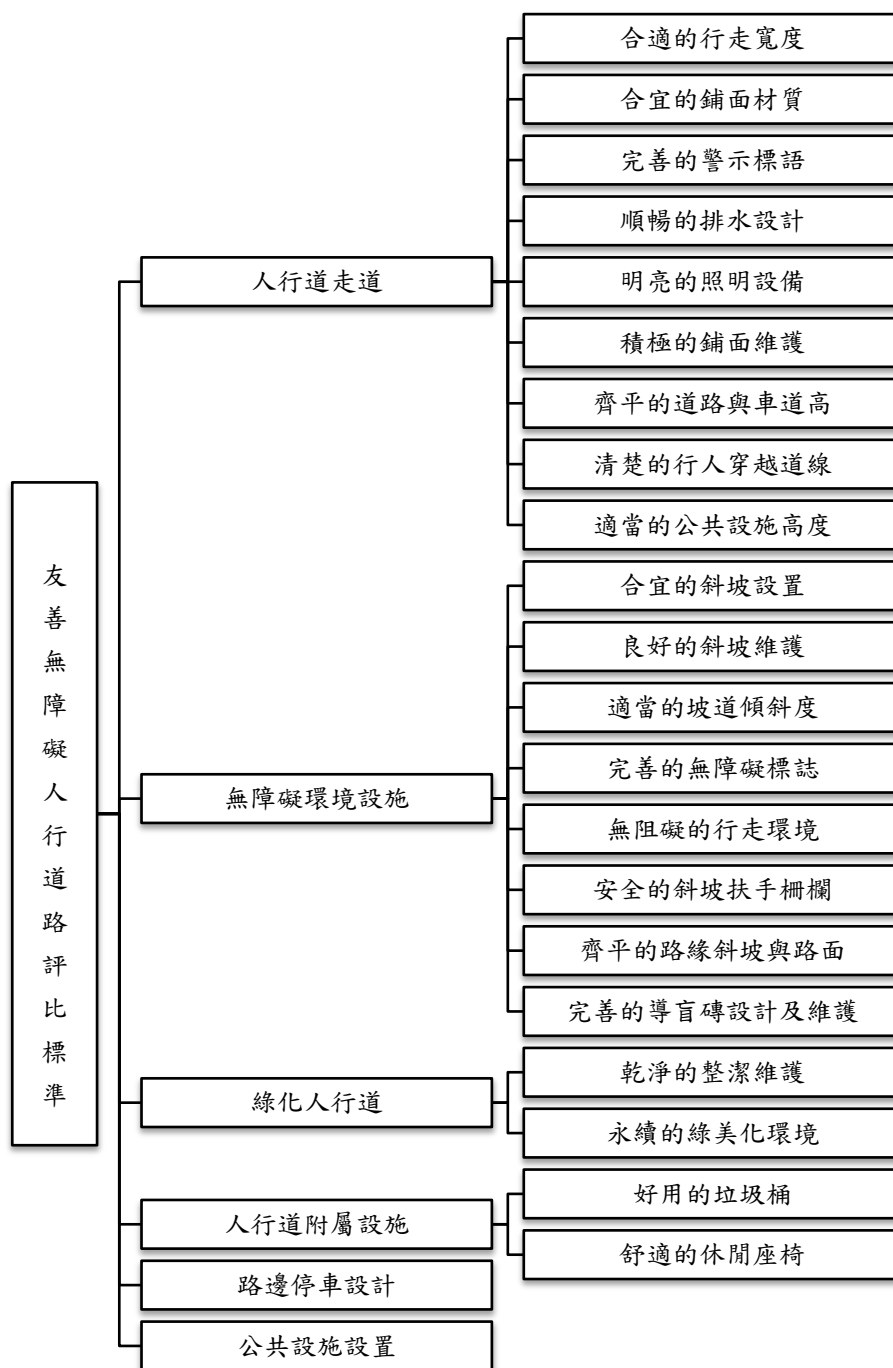 友善無障礙人行道路評比標準
人行道走道
合適的行走寬度
合宜的鋪面材質
完善的警示標語
順暢的排水設計
明亮的照明設備
積極的鋪面維護
齊平的道路與車道高
清楚的行人穿越道線
適當的公共設施高度
無障礙環境設施
合宜的斜坡設置
良好的斜坡維護
適當的坡道傾斜度
完善的無障礙標誌
無阻礙的行走環境
安全的斜坡扶手柵欄
齊平的路緣斜坡與路面
完善的導盲磚設計及維護
綠化人行道
乾淨的整潔維護
永續的綠美化環境
人行道附屬設施
好用的垃圾桶
舒適的休閒座椅
路邊停車設計
公共設施設置